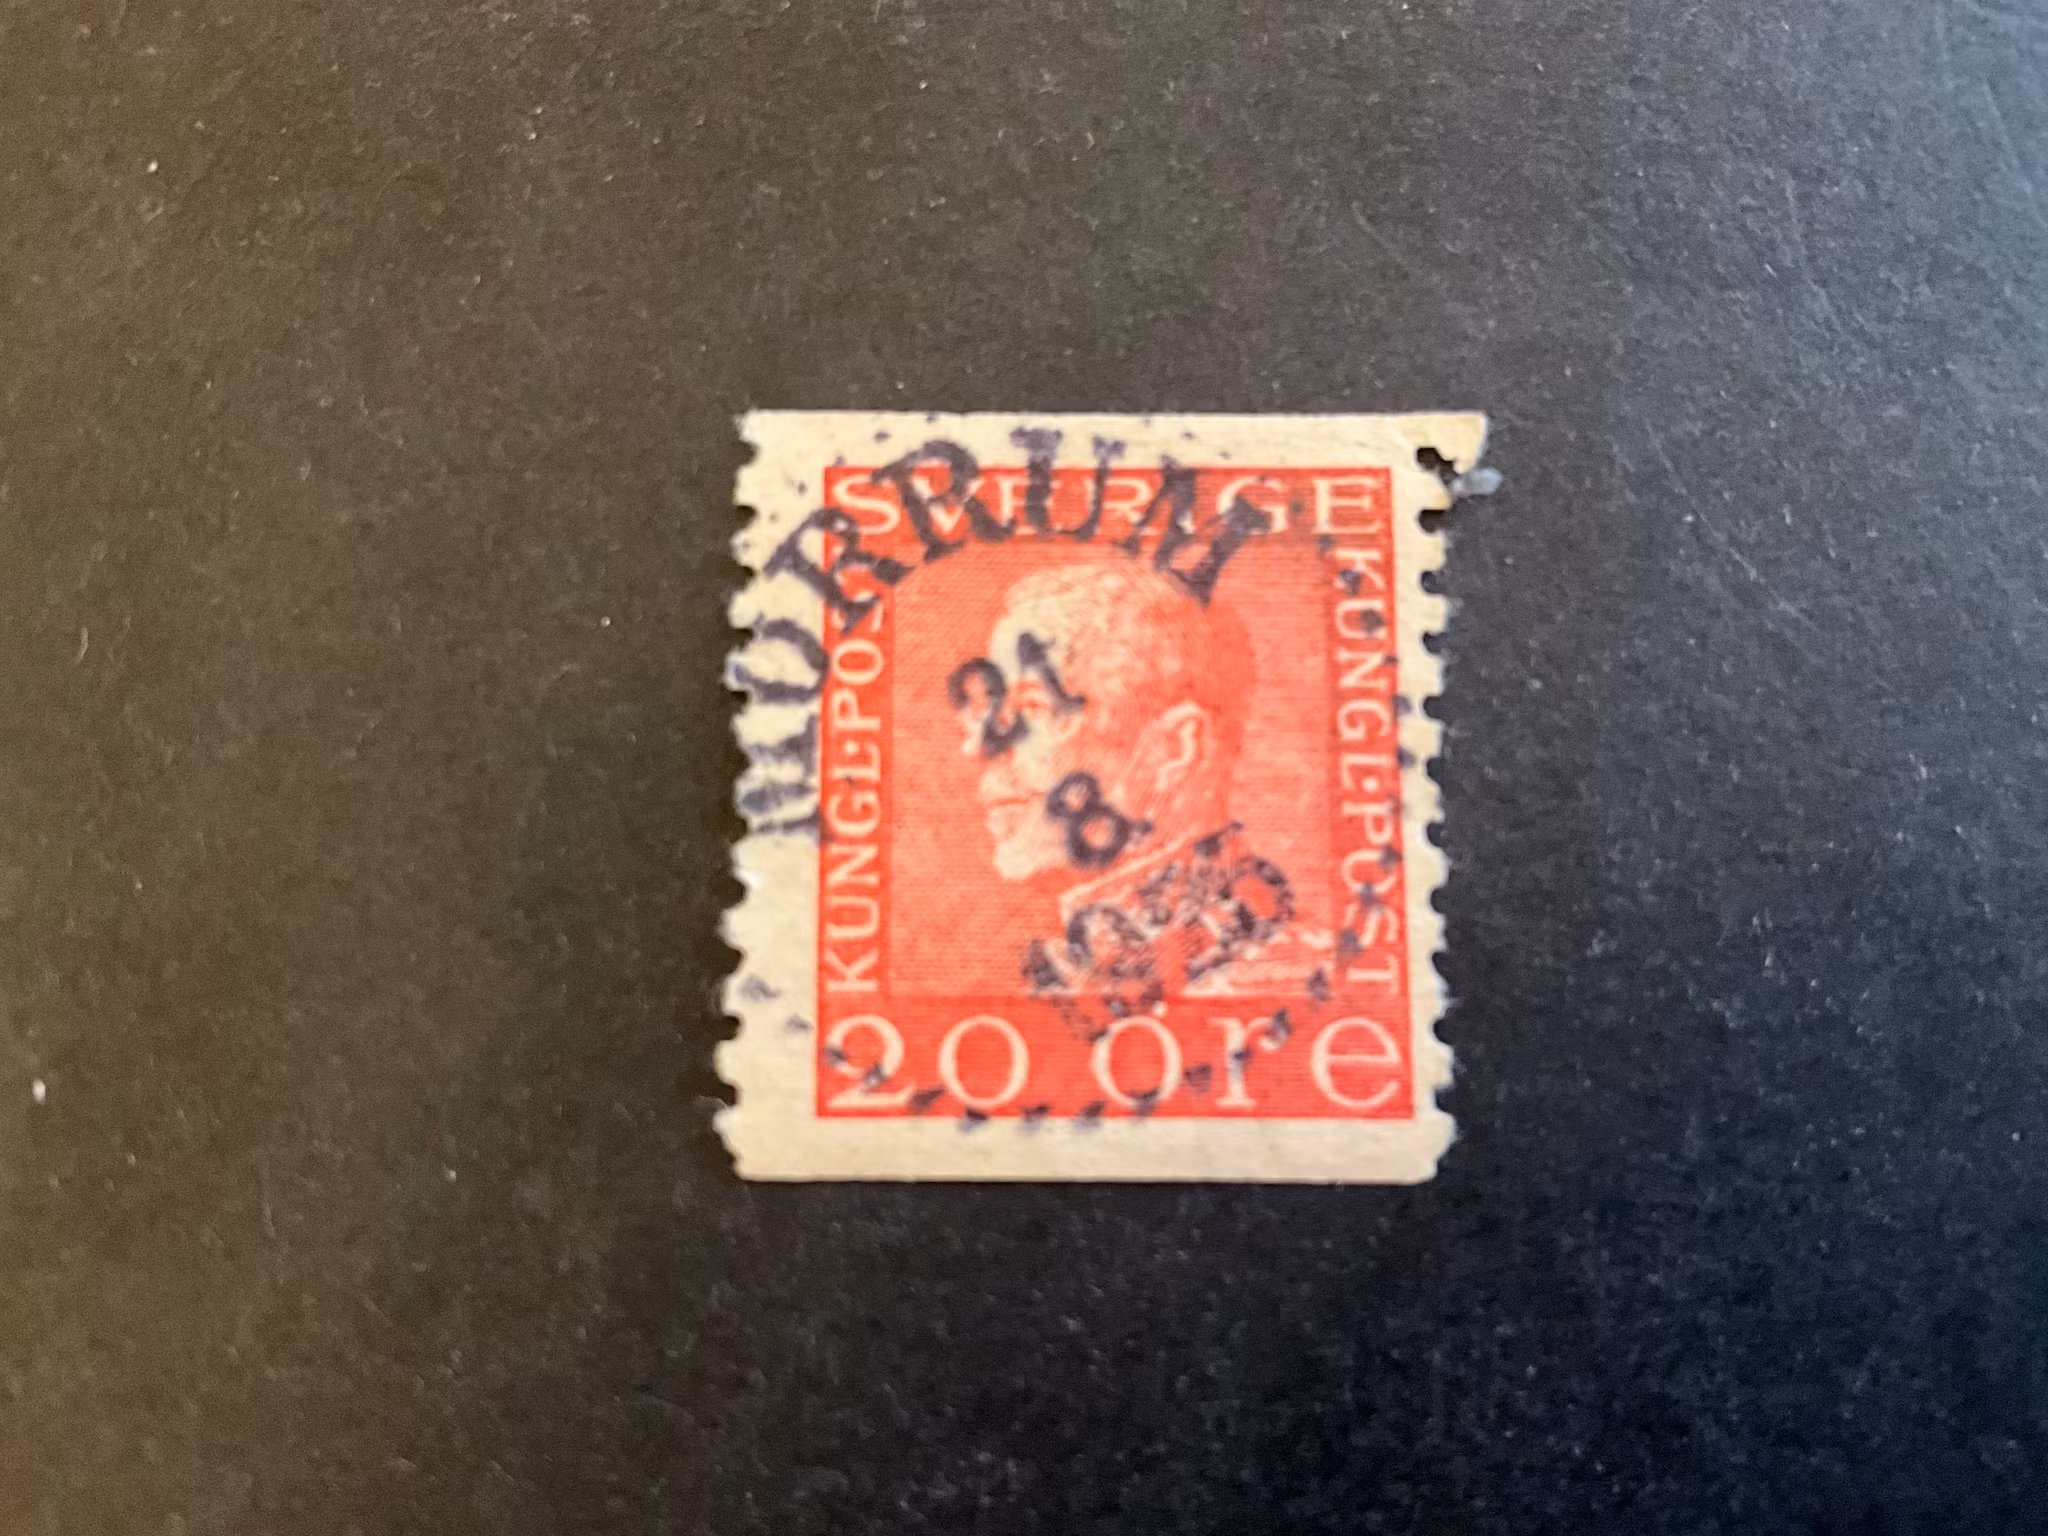 SVERIGE
KUNGL·POST
KUNGL·POST
20 öre
MÖRRUM
21
8